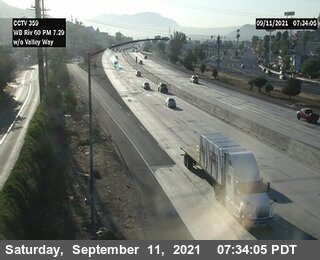 CCTV 359
WB Riv 60 PM 7.29
w/o Valley Way
09/11/2021 07:34:05
Saturday, September 11, 2021 07:34:05 PDT